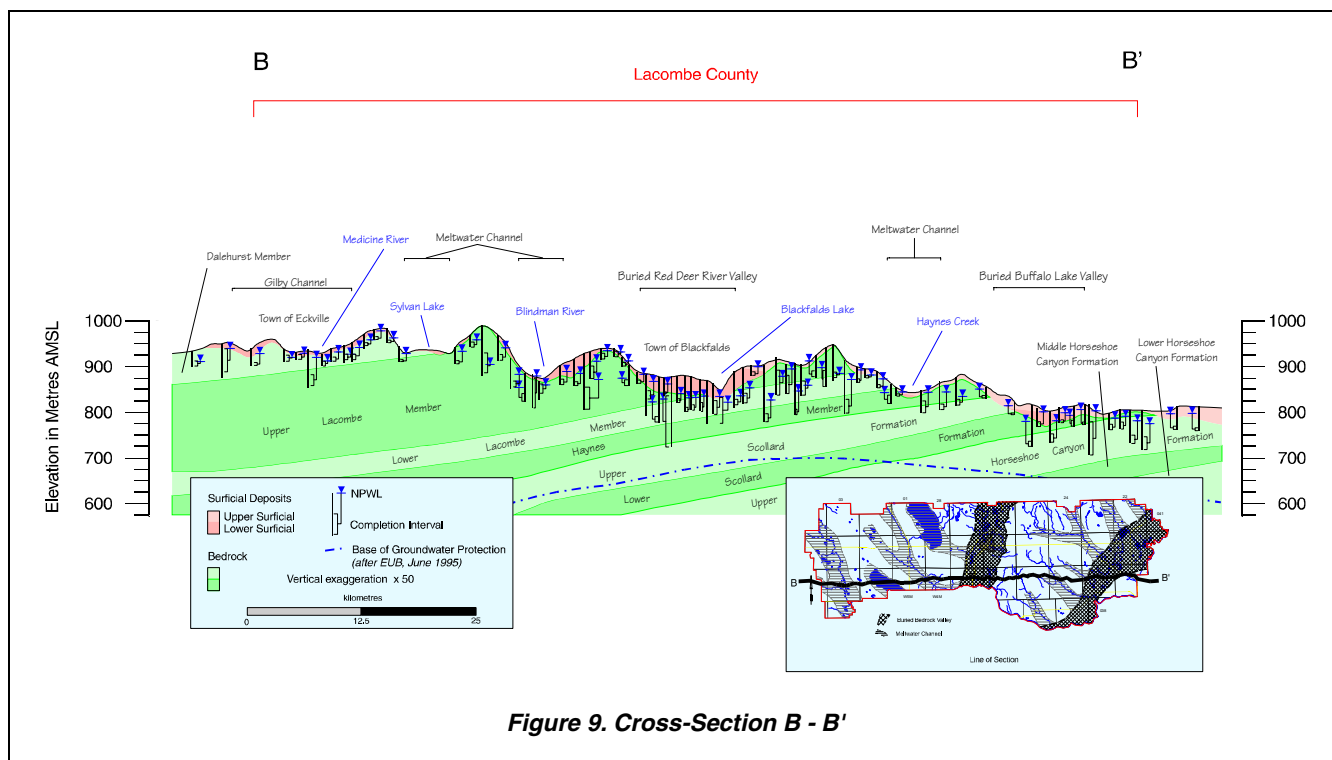 B
B'
Lacombe County
Meltwater Channel
Medicine River
Meltwater Channel
Dalehurst Member
Gilby Channel
Buried Red Deer River Valley
Buried Buffalo Lake Valley
Sylvan Lake
Blindman River
Blackfalds Lake
Haynes Creek
Town of Eckville
Town of Blackfalds
Middle Horseshoe
Canyon Formation
Lower Horseshoe
Canyon Formation
Elevation in Metres AMSL
1000
900
800
700
600
1000
900
800
700
600
Upper Lacombe Member
Lower Lacombe Member
Haynes Member
Upper Scollard Formation
Lower Scollard Formation
Upper Horseshoe Canyon Formation
Surficial Deposits
Upper Surficial
Lower Surficial
Bedrock
NPWL
Completion Interval
Base of Groundwater Protection
(after EUB, June 1995)
Vertical exaggeration x 50
kilometres
0
12.5
25
B
B'
Buried Bedrock Valley
Meltwater Channel
Line of Section
Figure 9. Cross-Section B - B'